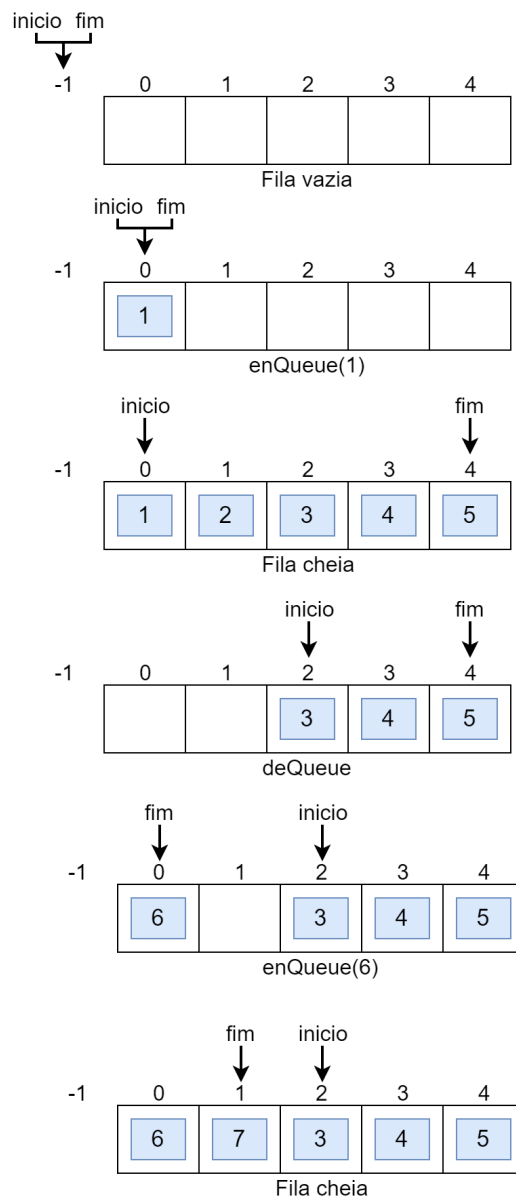 inicio fim
-1 0 1 2 3 4
Fila vazia
inicio fim
-1 0 1 2 3 4
1
enQueue(1)
inicio fim
-1 0 1 2 3 4
1 2 3 4 5
Fila cheia
inicio fim
-1 0 1 2 3 4
3 4 5
deQueue
fim inicio
-1 0 1 2 3 4
6 3 4 5
enQueue(6)
fim inicio
-1 0 1 2 3 4
6 7 3 4 5
Fila cheia